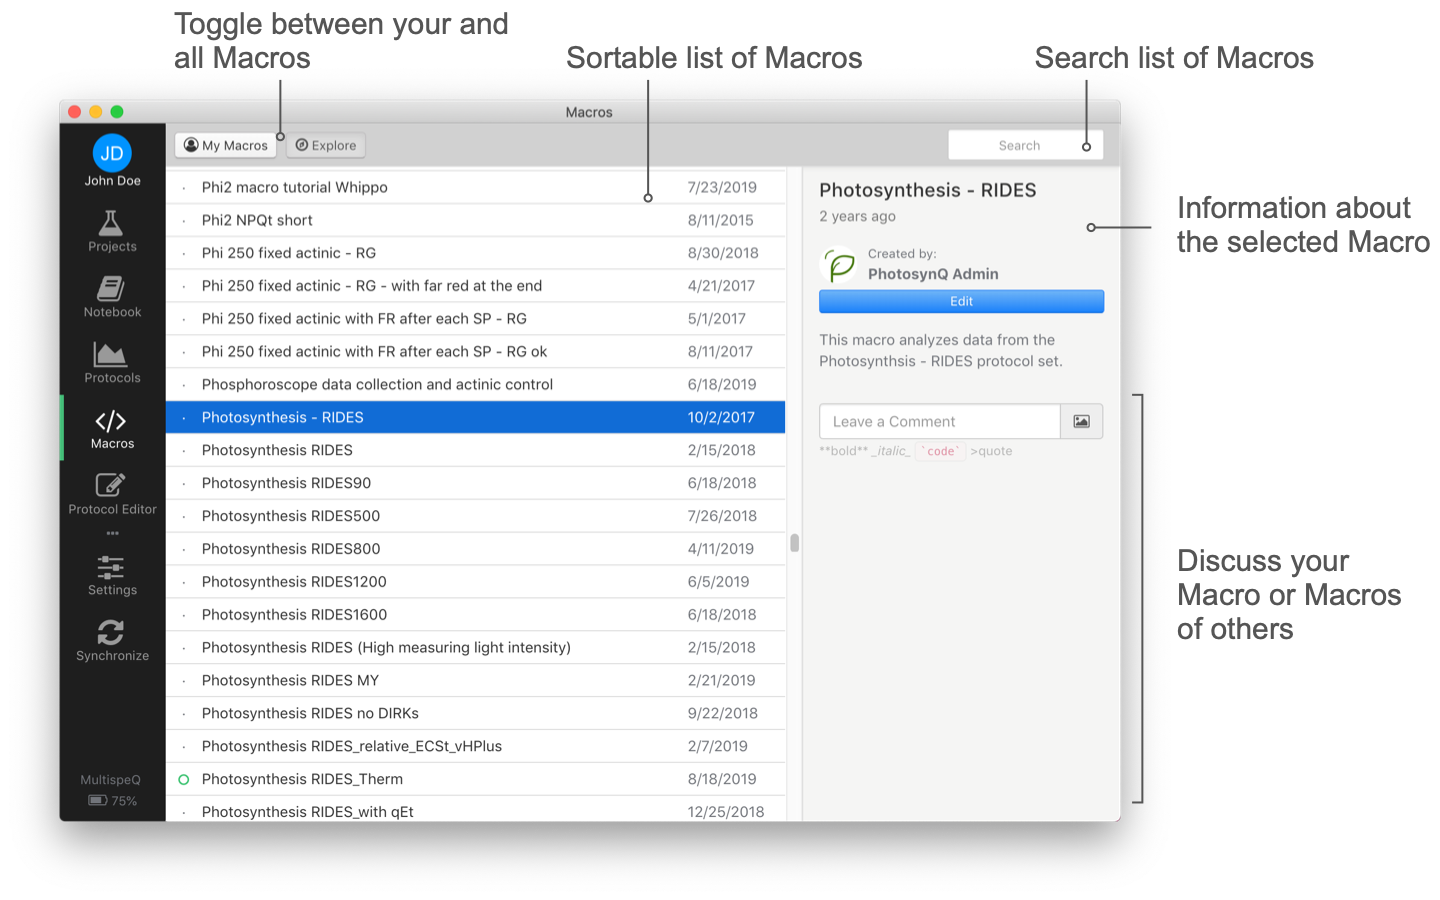 Toggle between your and
all Macros
Sortable list of Macros
Search list of Macros
Macros
JD
John Doe
My Macros
Explore
Search
Projects
Notebook
Protocols
Macros
Protocol Editor
Settings
Synchronize
MultispeQ
75%
Phi2 macro tutorial Whippo 7/23/2019
Phi2 NPQt short 8/11/2015
Phi 250 fixed actinic - RG 8/30/2018
Phi 250 fixed actinic - RG - with far red at the end 4/21/2017
Phi 250 fixed actinic with FR after each SP - RG 5/1/2017
Phi 250 fixed actinic with FR after each SP - RG ok 8/11/2017
Phosphoroscope data collection and actinic control 6/18/2019
Photosynthesis - RIDES 10/2/2017
Photosynthesis RIDES 2/15/2018
Photosynthesis RIDES90 6/18/2018
Photosynthesis RIDES500 7/26/2018
Photosynthesis RIDES800 4/11/2019
Photosynthesis RIDES1200 6/5/2019
Photosynthesis RIDES1600 6/18/2018
Photosynthesis RIDES (High measuring light intensity) 2/15/2018
Photosynthesis RIDES MY 2/21/2019
Photosynthesis RIDES no DIRKs 9/22/2018
Photosynthesis RIDES_relative_ECSt_vHPlus 2/7/2019
Photosynthesis RIDES_Therm 8/18/2019
Photosynthesis RIDES_with qEt 12/25/2018
Photosynthesis - RIDES
2 years ago
Created by:
PhotosynQ Admin
Edit
This macro analyzes data from the
Photosynthsis - RIDES protocol set.
Leave a Comment
**bold** _italic_ `code` >quote
Information about
the selected Macro
Discuss your
Macro or Macros
of others